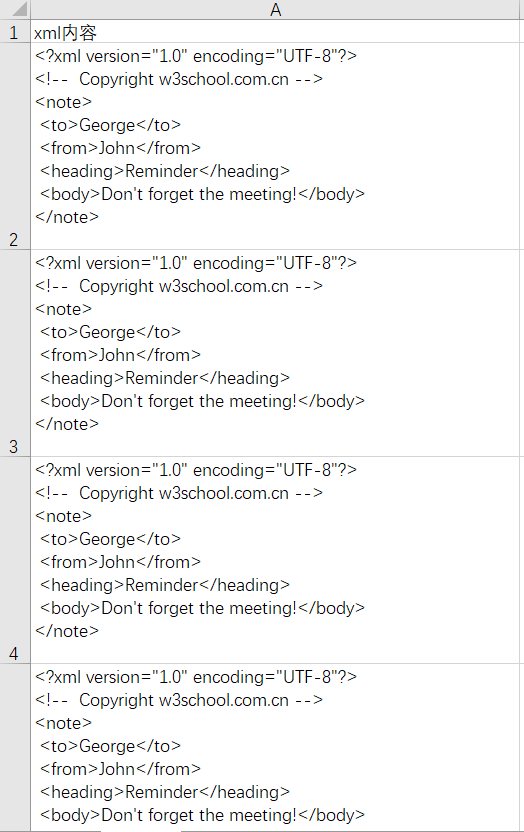 A
1 xml内容
<?xml version="1.0" encoding="UTF-8"?>
<!--  Copyright w3school.com.cn -->
<note>
 <to>George</to>
 <from>John</from>
 <heading>Reminder</heading>
 <body>Don't forget the meeting!</body>
</note>
2
<?xml version="1.0" encoding="UTF-8"?>
<!--  Copyright w3school.com.cn -->
<note>
 <to>George</to>
 <from>John</from>
 <heading>Reminder</heading>
 <body>Don't forget the meeting!</body>
</note>
3
<?xml version="1.0" encoding="UTF-8"?>
<!--  Copyright w3school.com.cn -->
<note>
 <to>George</to>
 <from>John</from>
 <heading>Reminder</heading>
 <body>Don't forget the meeting!</body>
</note>
4
<?xml version="1.0" encoding="UTF-8"?>
<!--  Copyright w3school.com.cn -->
<note>
 <to>George</to>
 <from>John</from>
 <heading>Reminder</heading>
 <body>Don't forget the meeting!</body>